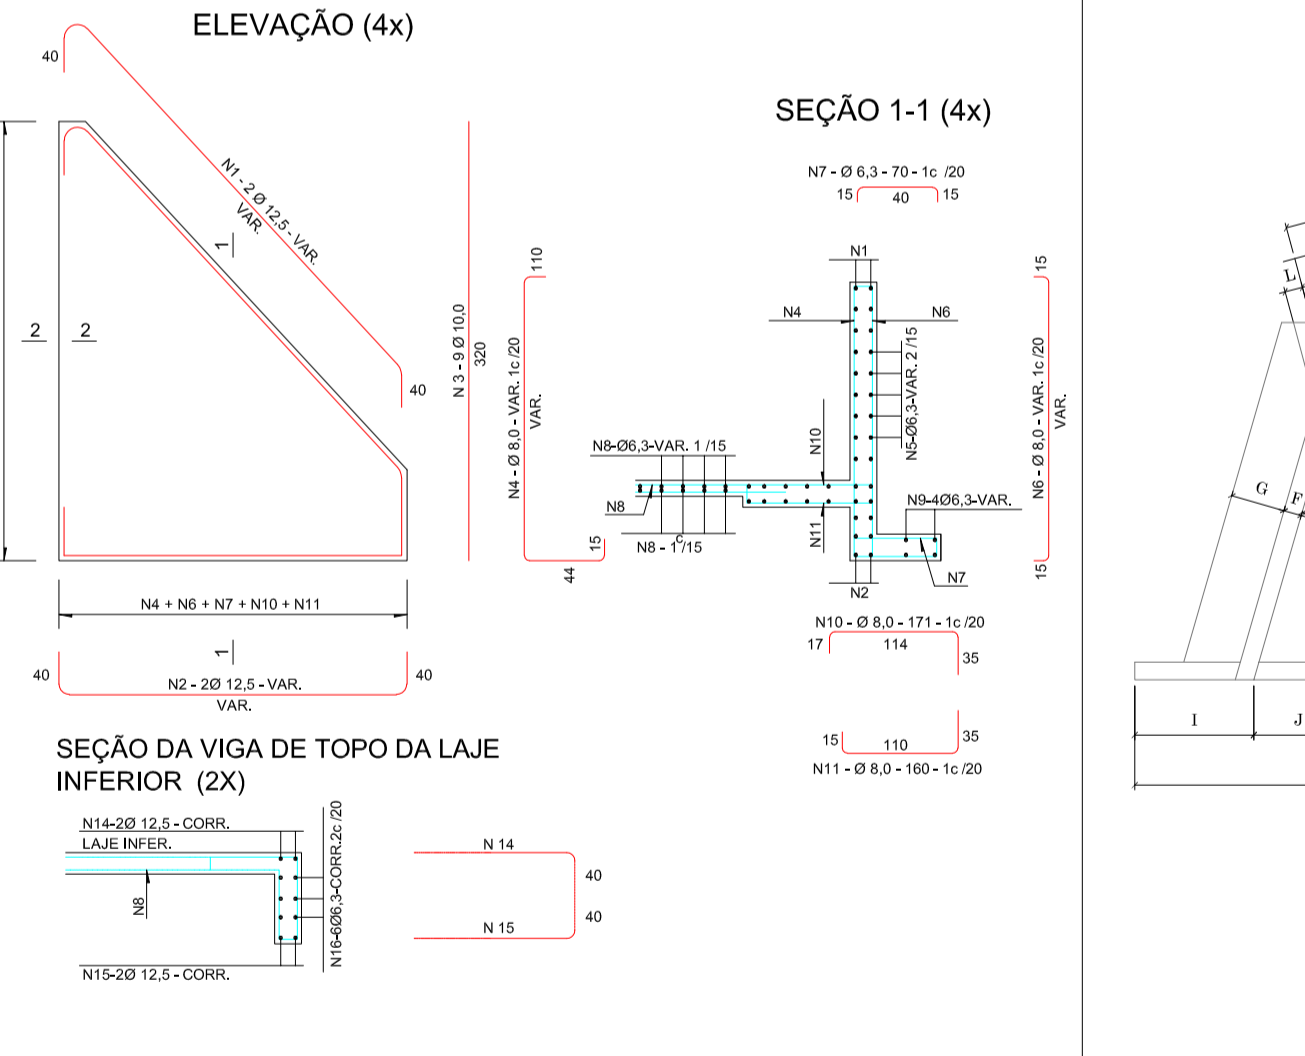 ELEVAÇÃO (4x)
40
N1 - 2 Ø 12,5 - VAR.
VAR.
1
2
2
40
N 3 - 9 Ø 10,0
320
N4 + N6 + N7 + N10 + N11
1
40
N2 - 2Ø 12,5 - VAR.
VAR.
40
SEÇÃO 1-1 (4x)
N7 - Ø 6,3 - 70 - 1c /20
15
40
15
110
N4 - Ø 8,0 - VAR. 1c /20
VAR.
15
44
N1
N4
N6
N5-Ø6,3-VAR. 2 /15
N10
N8-Ø6,3-VAR. 1 /15
N8
c
N8 - 1 /15
N11
N9-4Ø6,3-VAR.
N7
N2
15
N6 - Ø 8,0 - VAR. 1c /20
VAR.
15
N10 - Ø 8,0 - 171 - 1c /20
17
114
35
15
110
35
N11 - Ø 8,0 - 160 - 1c /20
SEÇÃO DA VIGA DE TOPO DA LAJE
INFERIOR (2X)
N14-2Ø 12,5 - CORR.
LAJE INFER.
N8
N16-6Ø6,3-CORR.2c /20
N15-2Ø 12,5 - CORR.
N 14
40
40
N 15
L
G
F
I
J